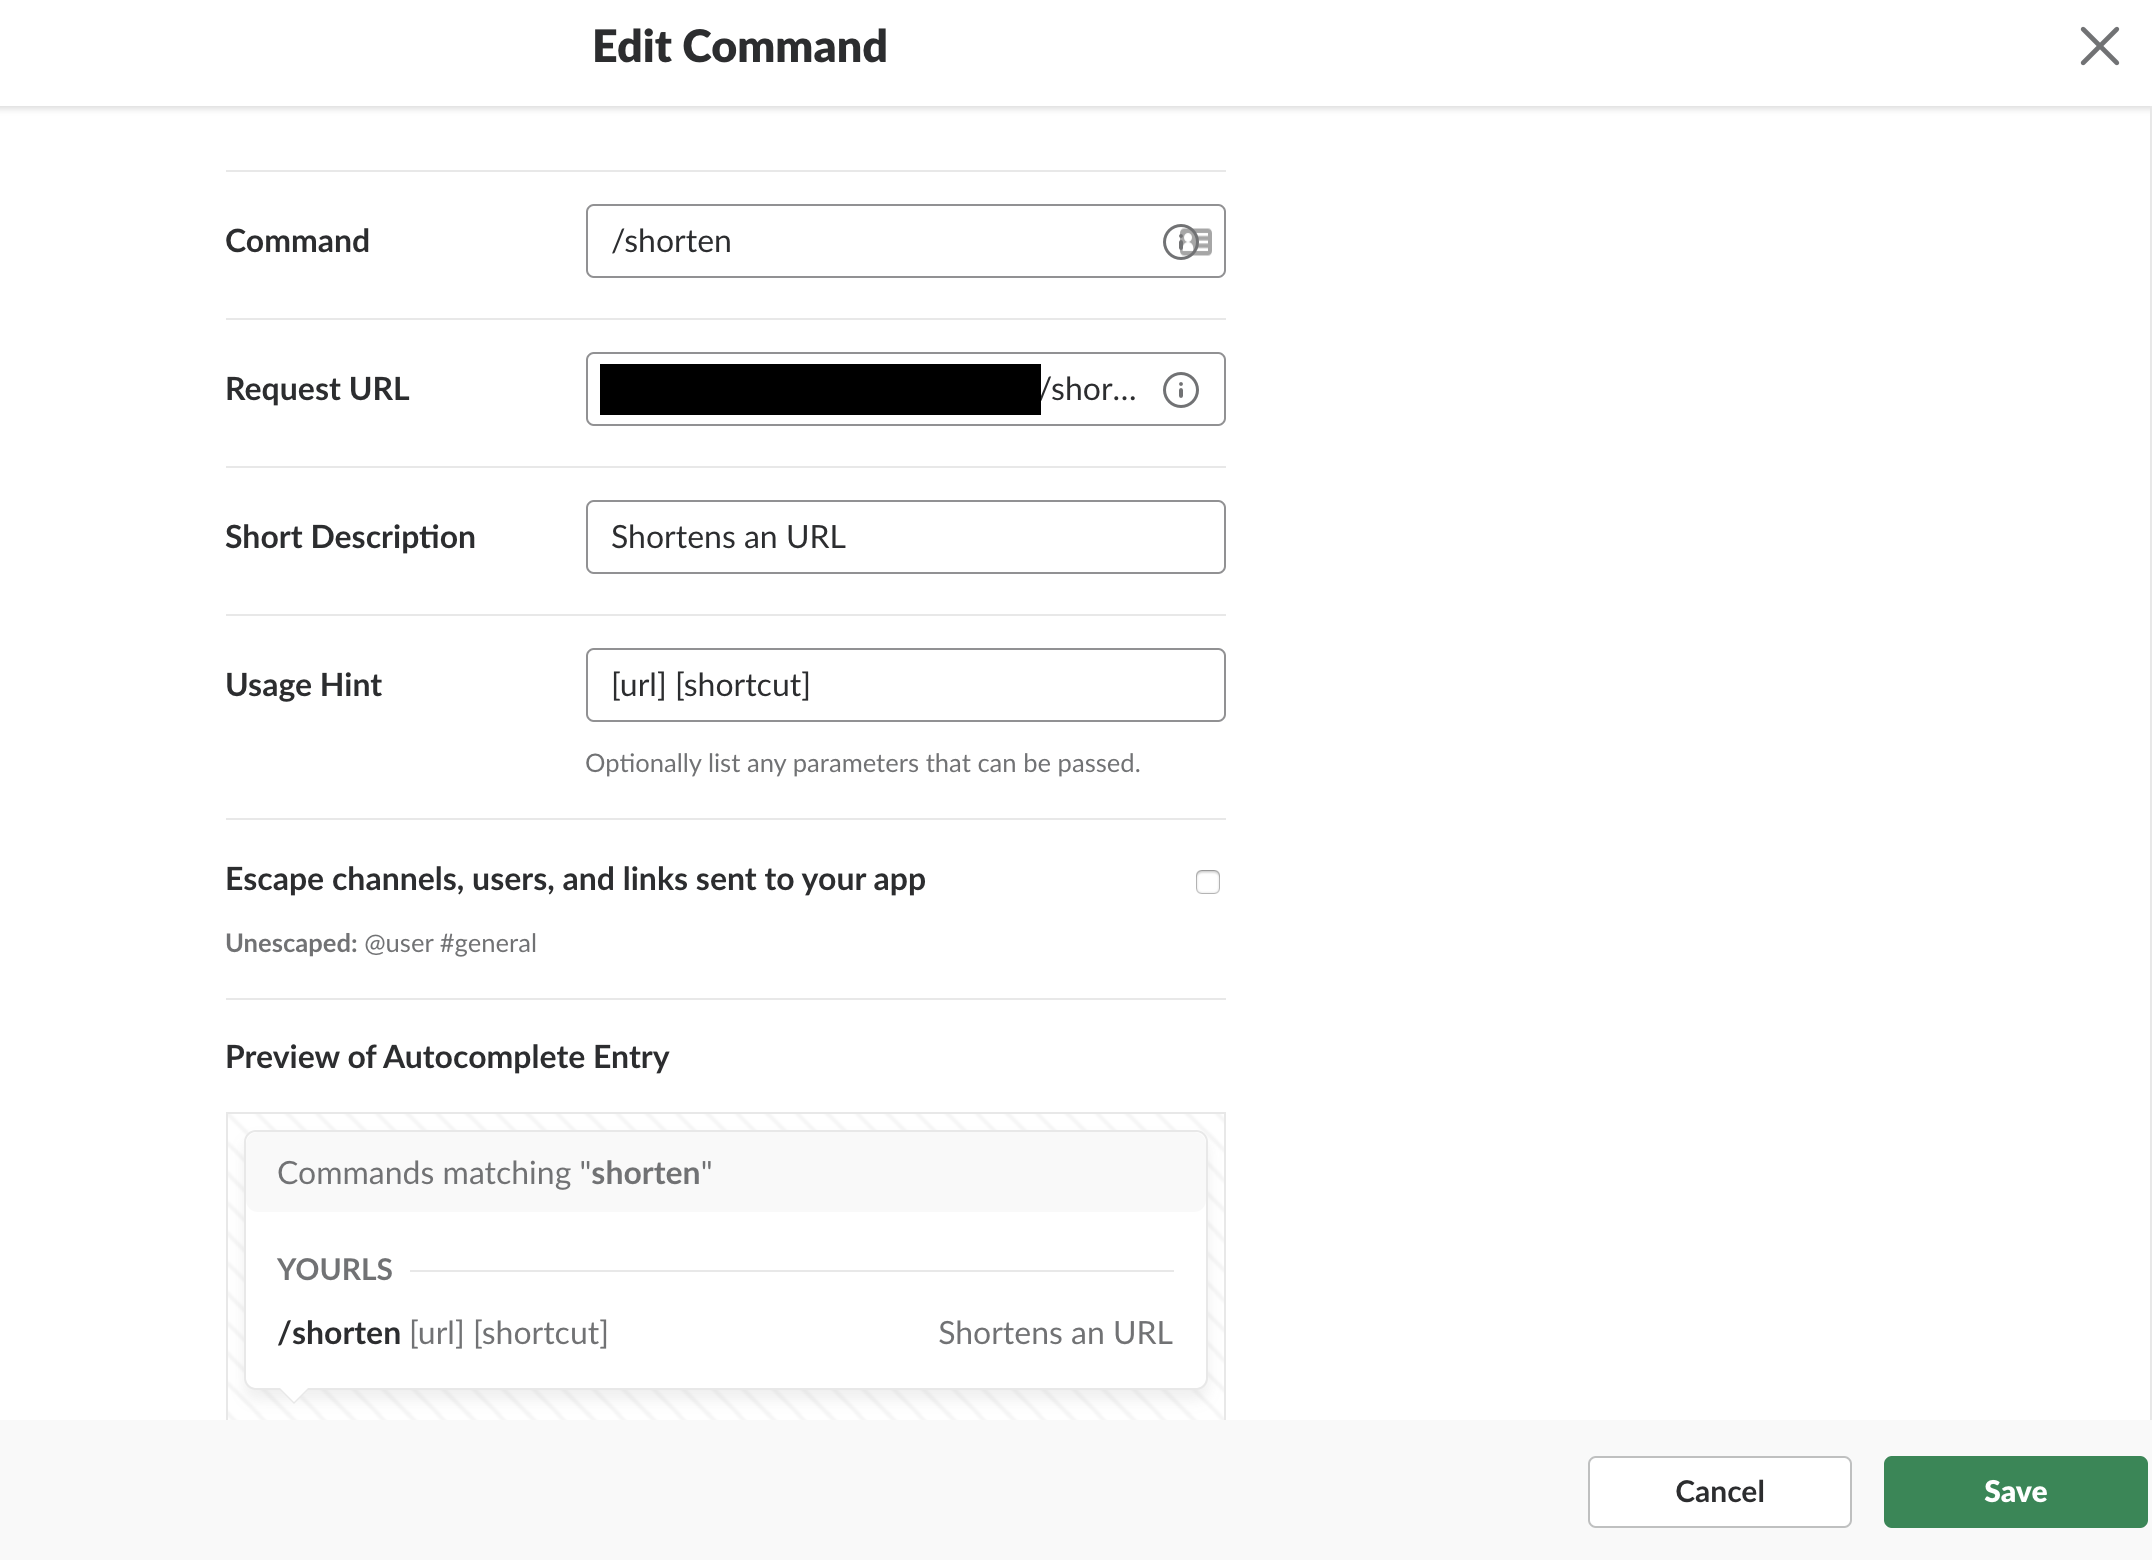 Edit Command
Command
/shorten
Request URL
/shor...
Short Description
Shortens an URL
Usage Hint
[url] [shortcut]
Optionally list any parameters that can be passed.
Escape channels, users, and links sent to your app
Unescaped: @user #general
Preview of Autocomplete Entry
Commands matching "shorten"
YOURLS
/shorten [url] [shortcut] Shortens an URL
Cancel Save